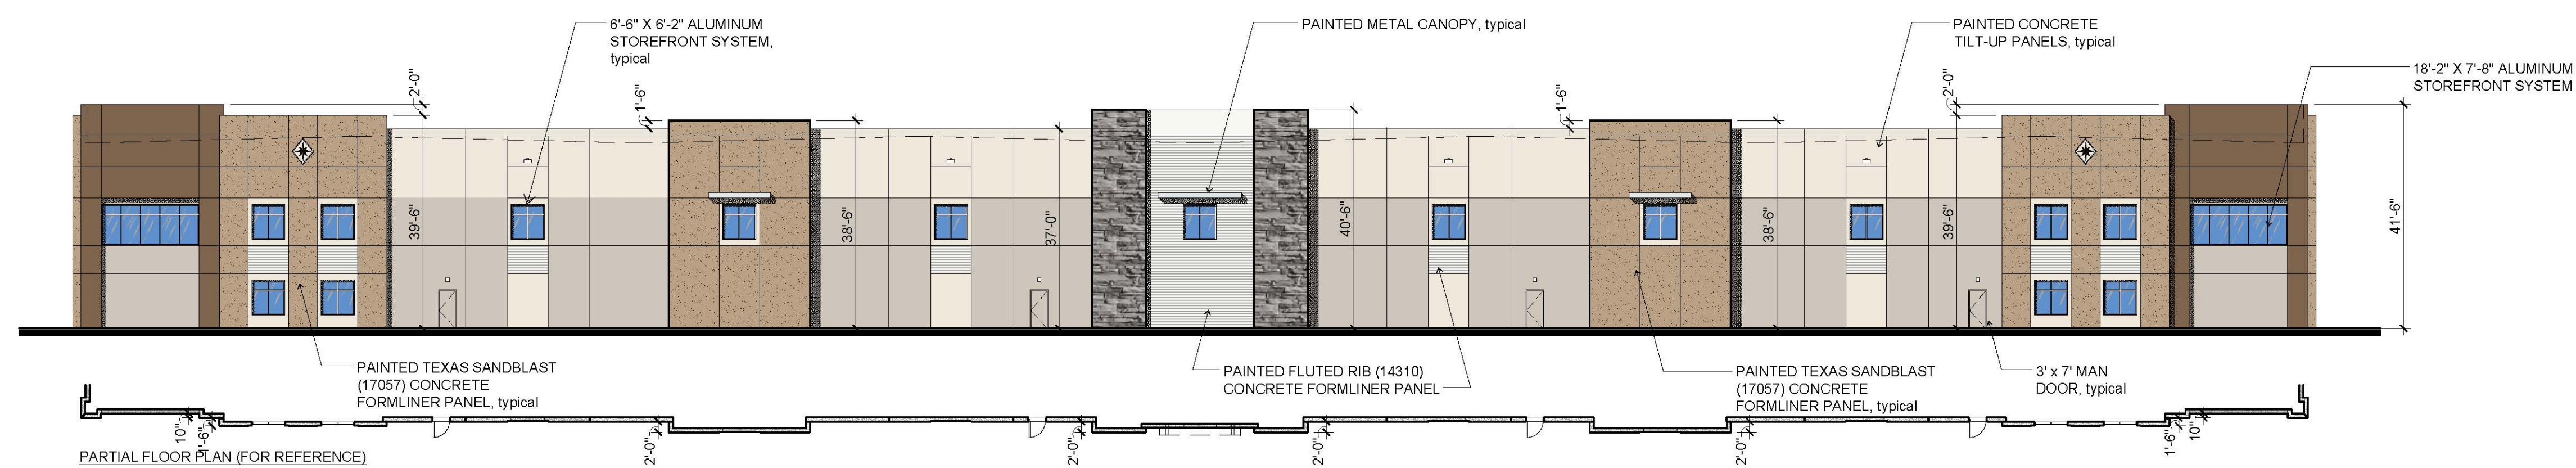 6'-6" X 6'-2" ALUMINUM
STOREFRONT SYSTEM,
typical
PAINTED METAL CANOPY, typical
PAINTED CONCRETE
TILT-UP PANELS, typical
18'-2" X 7'-8" ALUMINUM
STOREFRONT SYSTEM
2'-0"
1'-6"
1'-6"
2'-0"
39'-6"
38'-6"
37'-0"
40'-6"
38'-6"
39'-6"
41'-6"
PAINTED TEXAS SANDBLAST
(17057) CONCRETE
FORMLINER PANEL, typical
PAINTED FLUTED RIB (14310)
CONCRETE FORMLINER PANEL
PAINTED TEXAS SANDBLAST
(17057) CONCRETE
FORMLINER PANEL, typical
3' x 7' MAN
DOOR, typical
10"
1'-6"
2'-0"
2'-0"
2'-0"
2'-0"
1'-6"
10"
PARTIAL FLOOR PLAN (FOR REFERENCE)